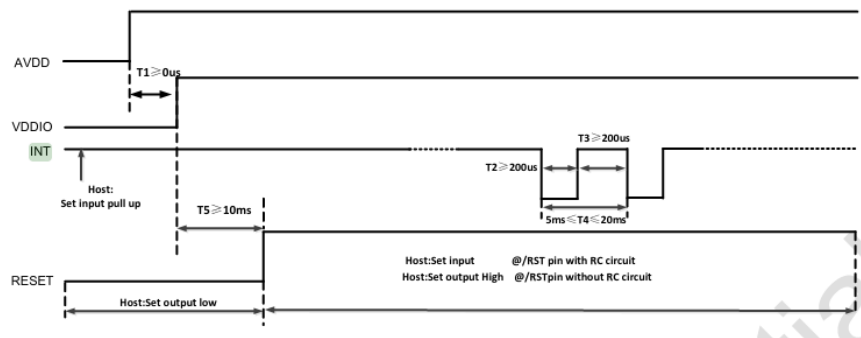 AVDD
T1≥0us
VDDIO
INT
T3≥200us
T2≥200us
Host:
Set input pull up
T5≥10ms
5ms≤T4≤20ms
Host:Set input @/RST pin with RC circuit
Host:Set output High @/RSTpin without RC circuit
RESET
Host:Set output low